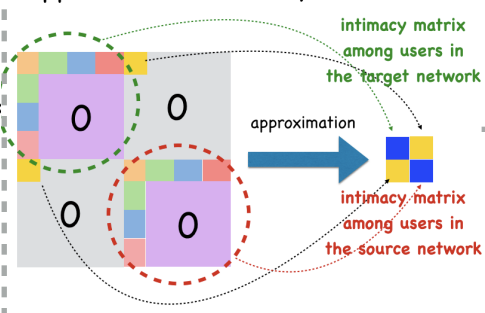 intimacy matrix
among users in
the target network
0
0
approximation
0
0
intimacy matrix
among users in
the source network